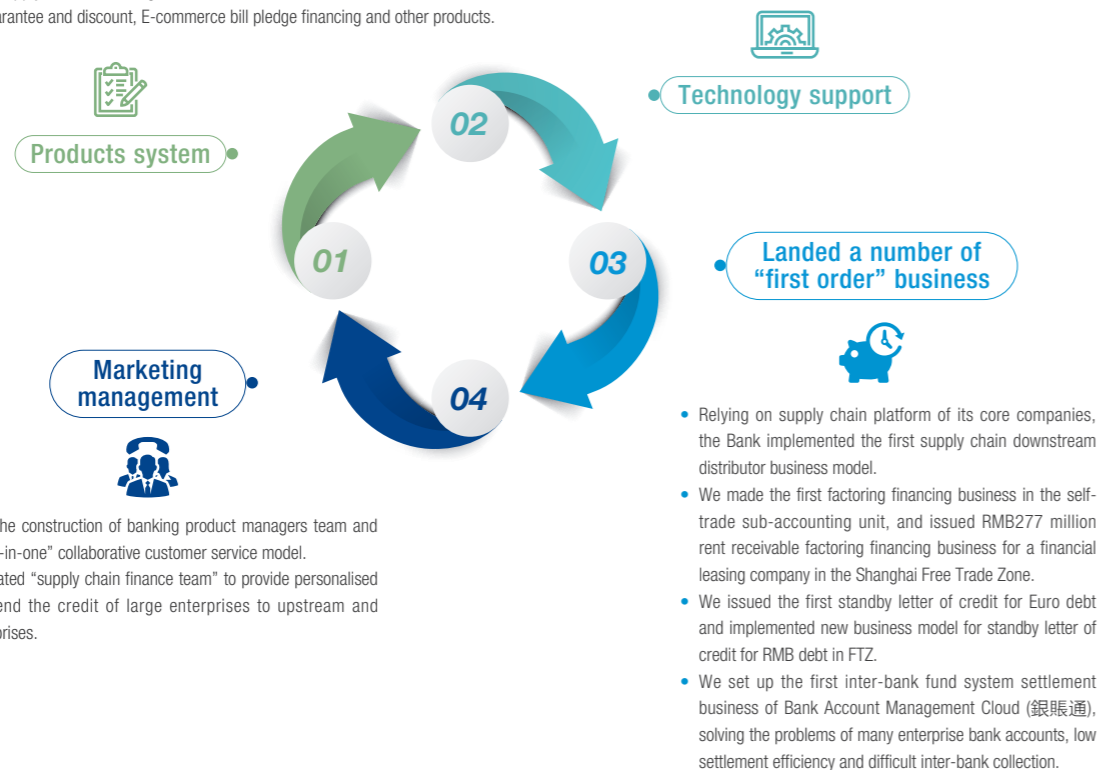 guarantee and discount, E-commerce bill pledge financing and other products.
Products system
01
02
Technology support
03
Landed a number of
“first order” business
• Relying on supply chain platform of its core companies,
the Bank implemented the first supply chain downstream
distributor business model.
• We made the first factoring financing business in the self-
trade sub-accounting unit, and issued RMB277 million
rent receivable factoring financing business for a financial
leasing company in the Shanghai Free Trade Zone.
• We issued the first standby letter of credit for Euro debt
and implemented new business model for standby letter of
credit for RMB debt in FTZ.
• We set up the first inter-bank fund system settlement
business of Bank Account Management Cloud (銀賬通),
solving the problems of many enterprise bank accounts, low
settlement efficiency and difficult inter-bank collection.
04
Marketing
management
the construction of banking product managers team and
-in-one” collaborative customer service model.
ated “supply chain finance team” to provide personalised
end the credit of large enterprises to upstream and
prises.